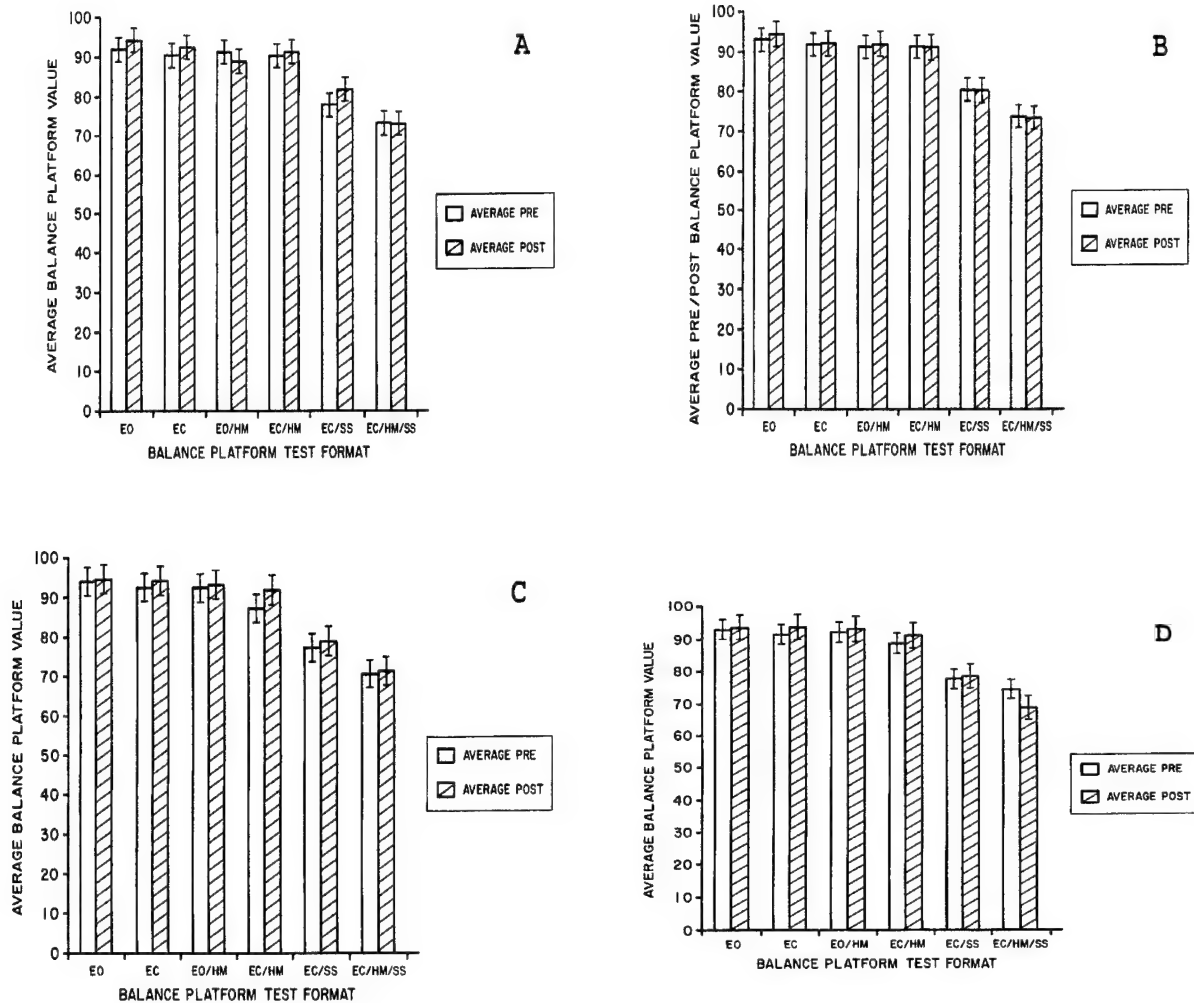 A
AVERAGE BALANCE PLATFORM VALUE
100
90
80
70
60
50
40
30
20
10
0
EO EC EO/HM EC/HM EC/SS EC/HM/SS
BALANCE PLATFORM TEST FORMAT
AVERAGE PRE
AVERAGE POST
B
AVERAGE PRE/POST BALANCE PLATFORM VALUE
100
90
80
70
60
50
40
30
20
10
0
EO EC EO/HM EC/HM EC/SS EC/HM/SS
BALANCE PLATFORM TEST FORMAT
AVERAGE PRE
AVERAGE POST
C
AVERAGE BALANCE PLATFORM VALUE
100
90
80
70
60
50
40
30
20
10
0
EO EC EO/HM EC/HM EC/SS EC/HM/SS
BALANCE PLATFORM TEST FORMAT
AVERAGE PRE
AVERAGE POST
D
AVERAGE BALANCE PLATFORM VALUE
100
90
80
70
60
50
40
30
20
10
0
EO EC EO/HM EC/HM EC/SS EC/HM/SS
BALANCE PLATFORM TEST FORMAT
AVERAGE PRE
AVERAGE POST